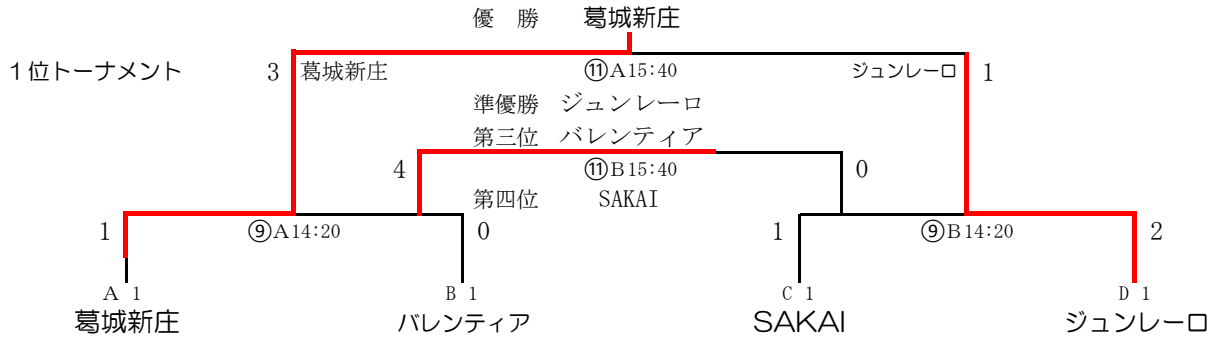 優　勝　葛城新庄
１位トーナメント 3 葛城新庄 ⑪A15:40 ジュンレーロ 1
準優勝 ジュンレーロ
第三位 バレンティア
4 ⑪B15:40 0
第四位 SAKAI
1 ⑨A14:20 0 1 ⑨B14:20 2
A 1 B 1 C 1 D 1
葛城新庄 バレンティア SAKAI ジュンレーロ